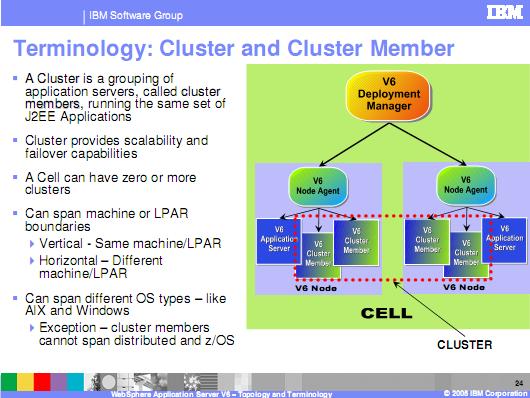 IBM Software Group
IBM
Terminology: Cluster and Cluster Member
A Cluster is a grouping of
application servers, called cluster
members, running the same set of
J2EE Applications
Cluster provides scalability and
failover capabilities
A Cell can have zero or more
clusters
Can span machine or LPAR
boundaries
Vertical - Same machine/LPAR
Horizontal – Different
machine/LPAR
Can span different OS types – like
AIX and Windows
Exception – cluster members
cannot span distributed and z/OS
V6
Deployment
Manager
V6
Node Agent
V6
Application
Server
V6
Cluster
Member
V6
Cluster
Member
V6 Node
V6
Node Agent
V6
Cluster
Member
V6
Cluster
Member
V6
Application
Server
V6 Node
CELL
CLUSTER
24
WebSphere Application Server V6 – Topology and Terminology
© 2005 IBM Corporation